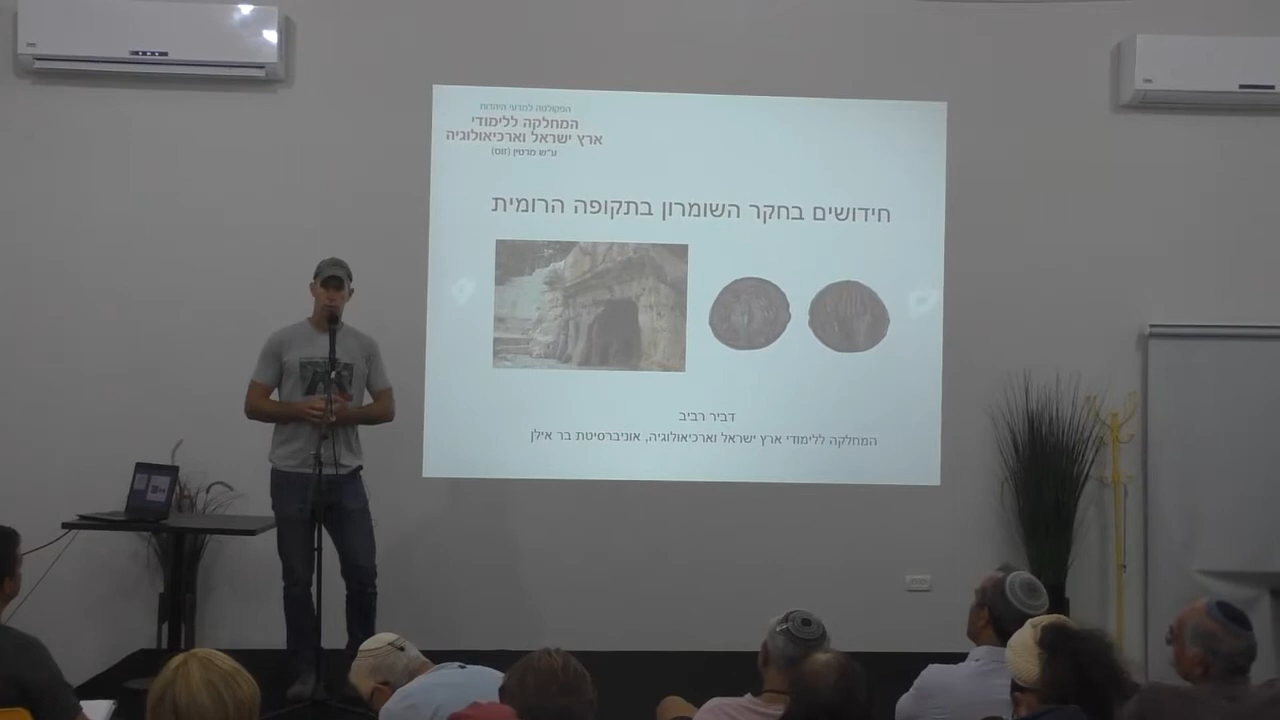 הפקולטה למדעי היהדות
המחלקה ללימודי
ארץ ישראל וארכיאולוגיה
ע״ש מרטין (זוס)
חידושים בחקר השומרון בתקופה הרומית
דביר רביב
המחלקה ללימודי ארץ ישראל וארכיאולוגיה, אוניברסיטת בר אילן